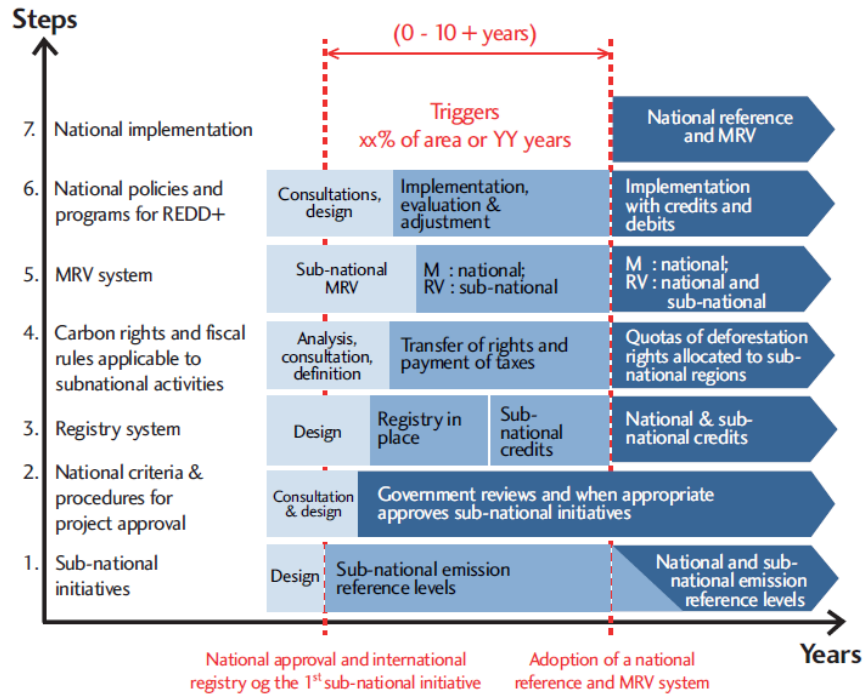 Steps
(0 - 10 + years)
Triggers
xx% of area or YY years
7. National implementation
National reference
and MRV
6. National policies and
programs for REDD+
Consultations,
design
Implementation,
evaluation &
adjustment
Implementation
with credits and
debits
5. MRV system
Sub-national
MRV
M : national;
RV : sub-national
M : national;
RV : national and
sub-national
4. Carbon rights and fiscal
rules applicable to
subnational activities
Analysis,
consultation,
definition
Transfer of rights and
payment of taxes
Quotas of deforestation
rights allocated to sub-
national regions
3. Registry system
Design
Registry in
place
Sub-
national
credits
National & sub-
national credits
2. National criteria &
procedures for
project approval
Consultation
& design
Government reviews and when appropriate
approves sub-national initiatives
1. Sub-national
initiatives
Design
Sub-national emission
reference levels
National and sub-
national emission
reference levels
Years
National approval and international
registry og the 1st sub-national initiative
Adoption of a national
reference and MRV system